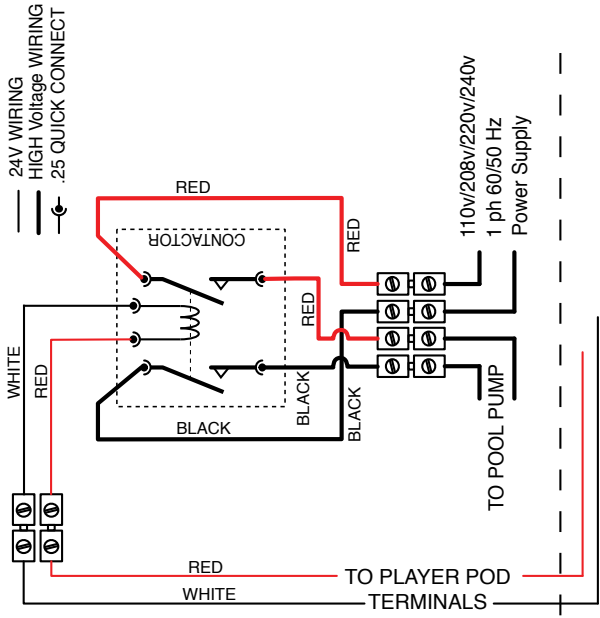 24V WIRING
HIGH Voltage WIRING
.25 QUICK CONNECT
RED
CONTACTOR
RED
RED
WHITE
RED
BLACK
BLACK
BLACK
110v/208v/220v/240v
1 ph 60/50 Hz
Power Supply
TO POOL PUMP
RED
TO PLAYER POD
WHITE
TERMINALS